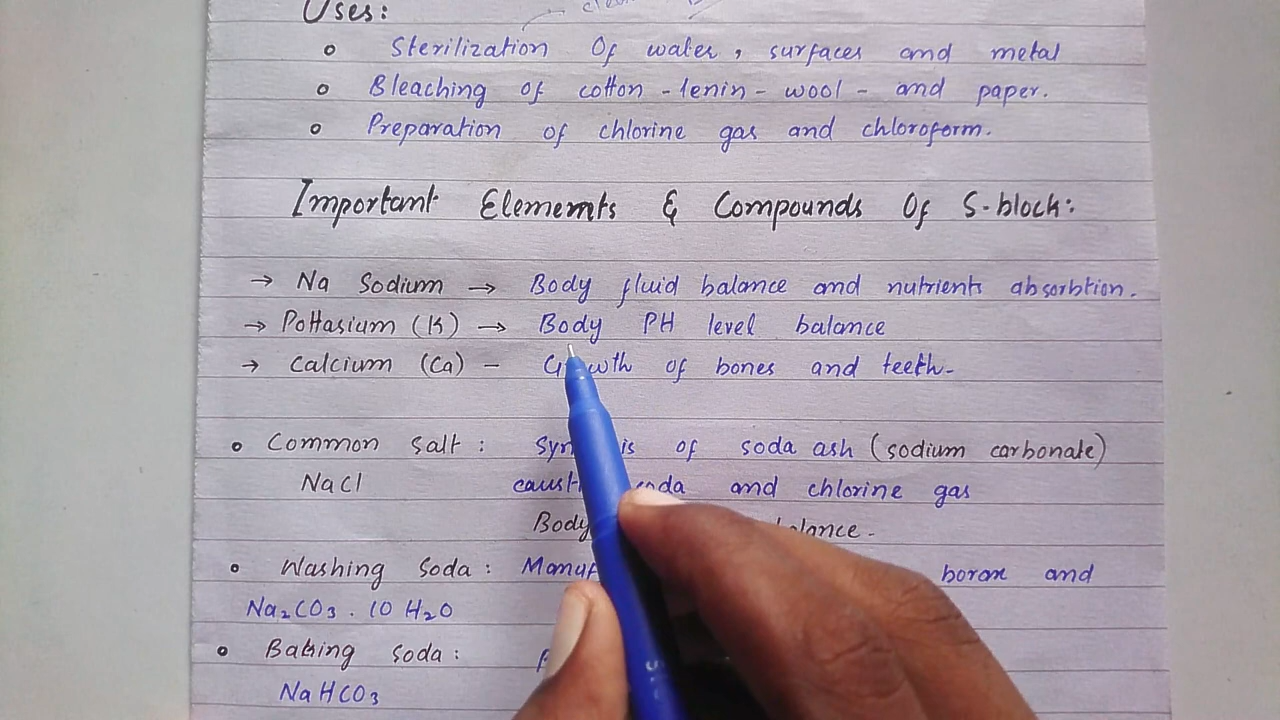 Uses:
o Sterilization Of water, surfaces and metal
o Bleaching of cotton - lenin - wool - and paper.
o Preparation of chlorine gas and chloroform.
Important Elements & Compounds Of S-block:
→ Na Sodium → Body fluid balance and nutrients absorbtion.
→ Pottasium (K) → Body PH level balance
→ Calcium (Ca) - Growth of bones and teeth-
o Common salt : of soda ash (sodium carbonate)
NaCl and chlorine gas
Body
o Washing Soda : borax and
Na₂CO₃ . 10 H₂O
o Baking soda :
NaHCO₃